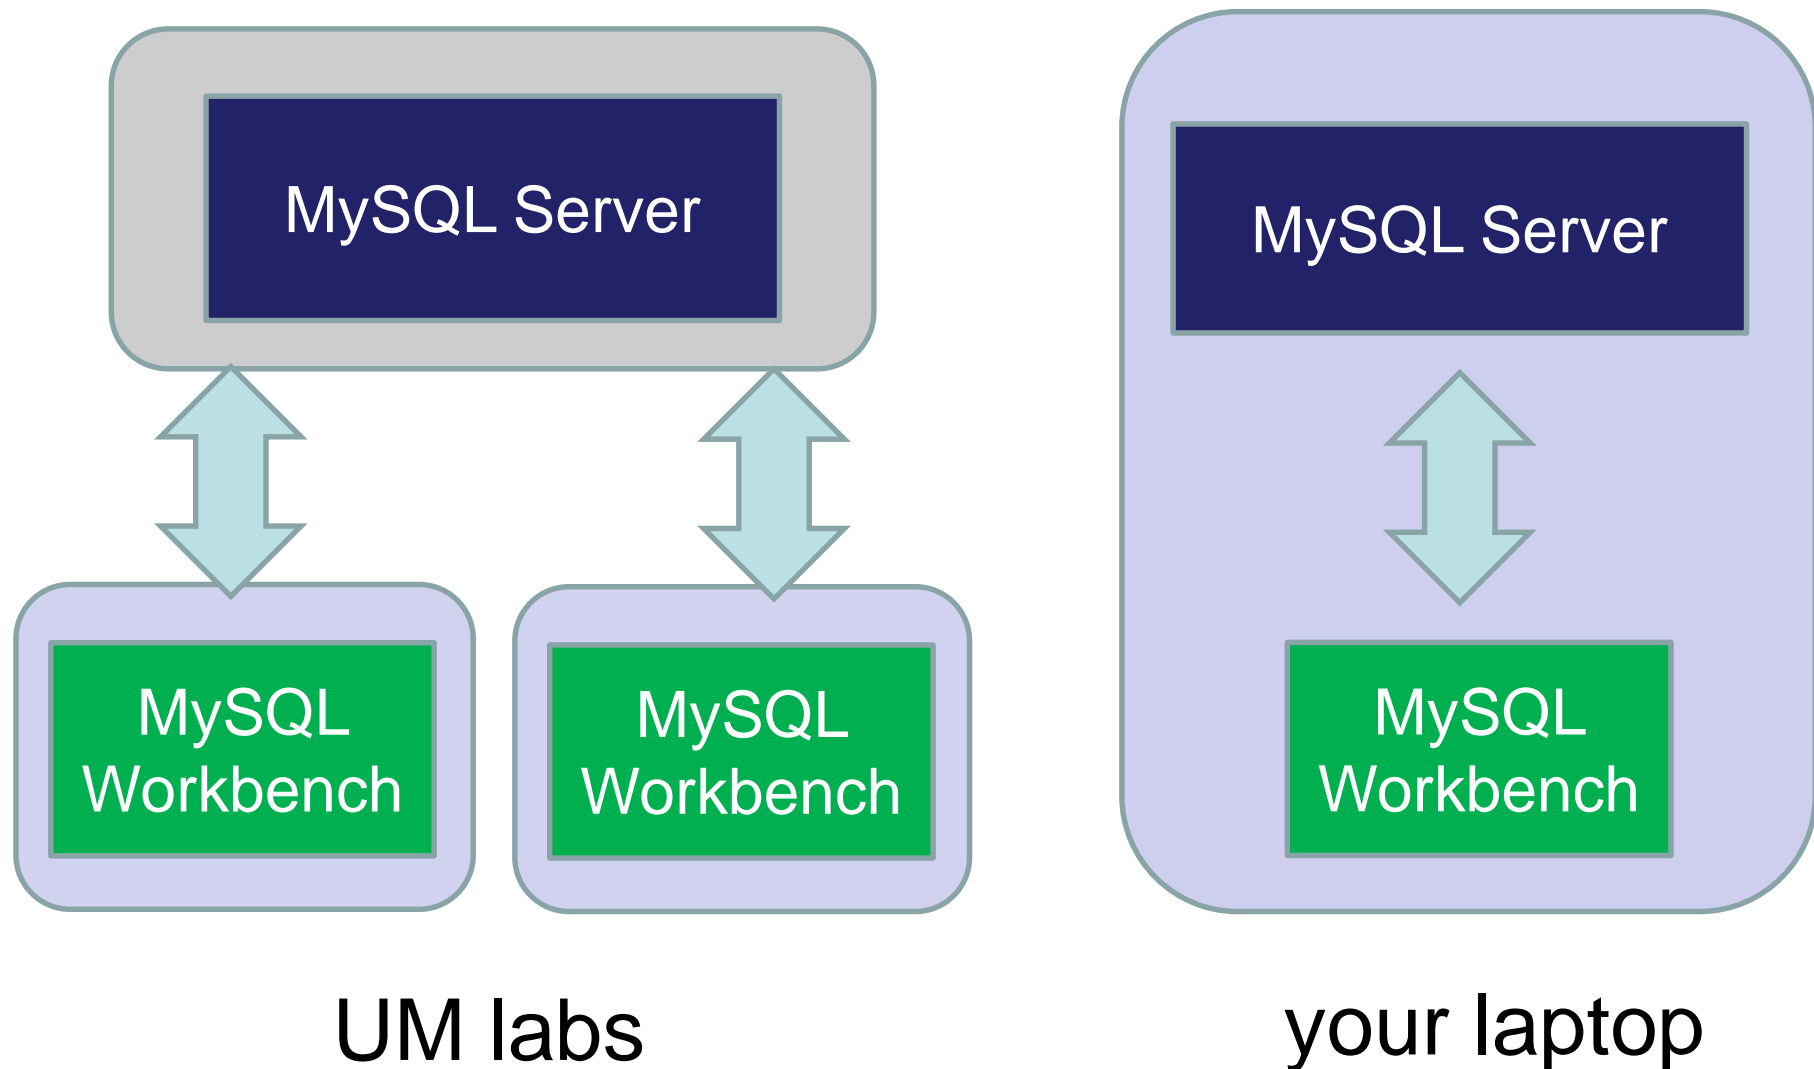 MySQL Server
MySQL
Workbench
MySQL
Workbench
UM labs
MySQL Server
MySQL
Workbench
your laptop